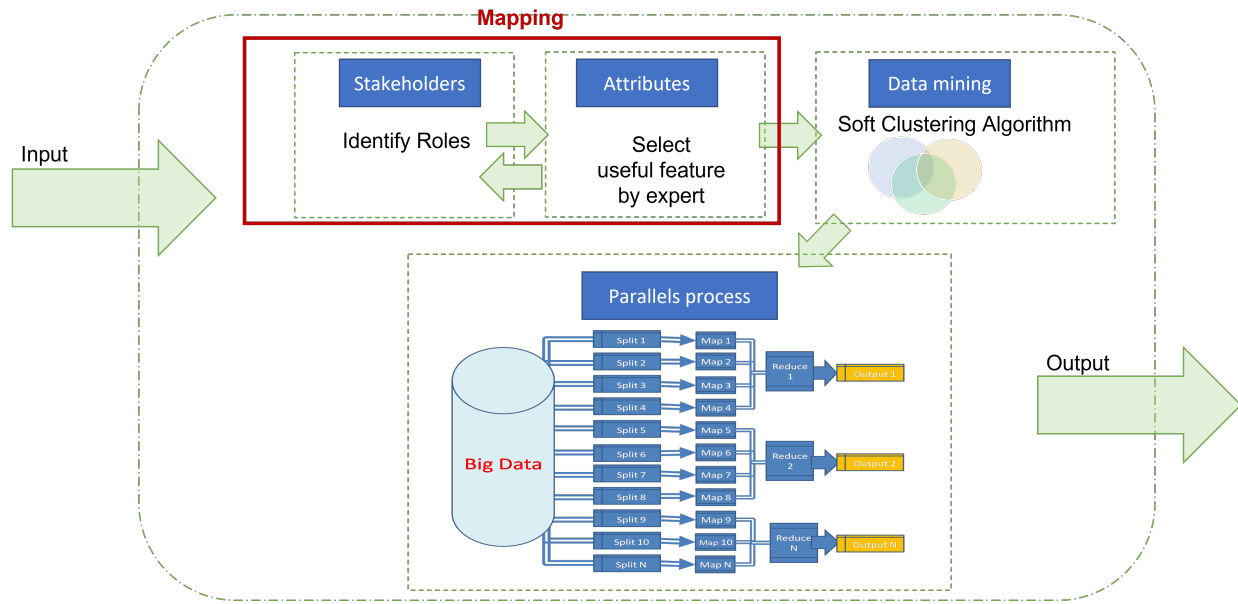 Mapping
Input
Stakeholders
Identify Roles
Attributes
Select
useful feature
by expert
Data mining
Soft Clustering Algorithm
Parallels process
Big Data
Split 1
Map 1
Split 2
Map 2
Split 3
Map 3
Split 4
Map 4
Reduce
1
Output 1
Split 5
Map 5
Split 6
Map 6
Split 7
Map 7
Split 8
Map 8
Reduce
2
Output 2
Split 9
Map 9
Split 10
Map 10
Split N
Map N
Reduce
N
Output N
Output